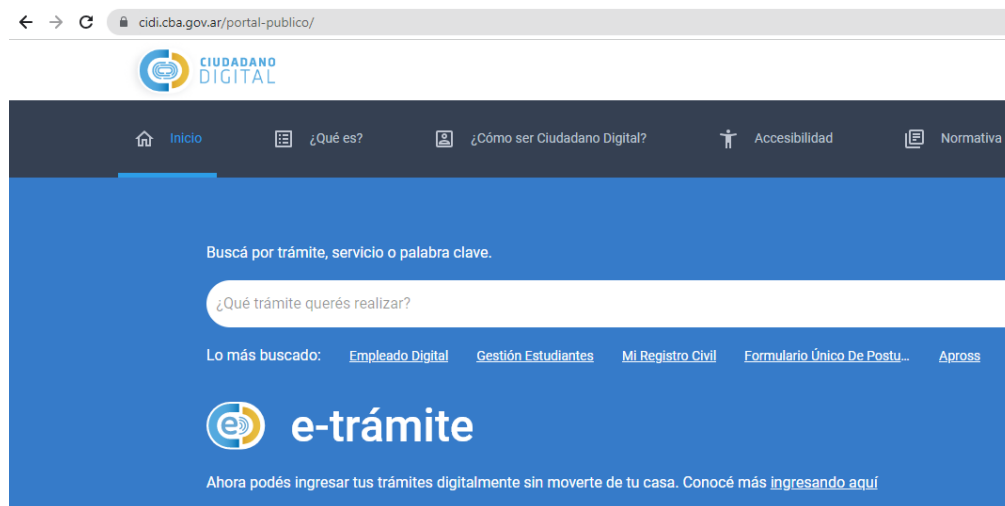 cidi.cba.gov.ar/portal-publico/
CIUDADANO
DIGITAL
Inicio ¿Qué es? ¿Cómo ser Ciudadano Digital? Accesibilidad Normativa
Buscá por trámite, servicio o palabra clave.
¿Qué trámite querés realizar?
Lo más buscado: Empleado Digital Gestión Estudiantes Mi Registro Civil Formulario Único De Postu... Apross
e e-trámite
Ahora podés ingresar tus trámites digitalmente sin moverte de tu casa. Conocé más ingresando aquí